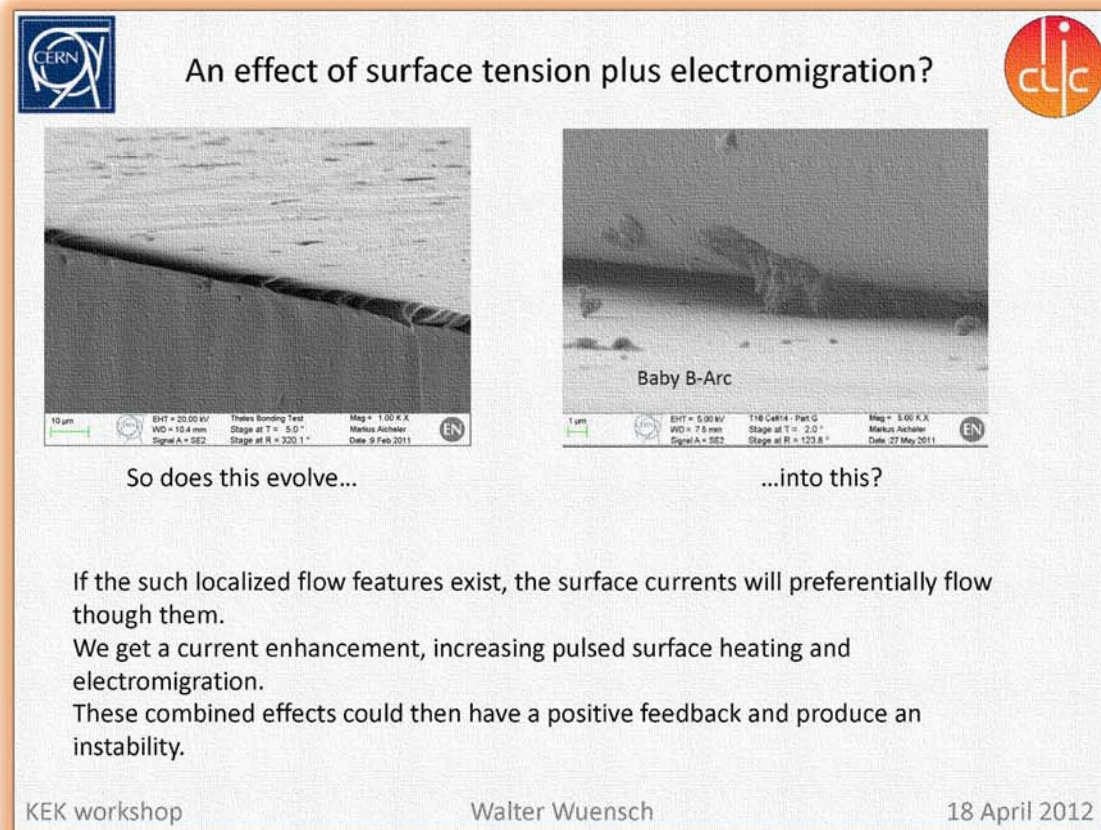 CERN
clic
An effect of surface tension plus electromigration?
10 µm
EHT = 20.00 kV
WD = 10.4 mm
Signal A = SE2
Thales Bonding Test
Stage at T = 5.0 °
Stage at R = 320.1 °
Mag = 1.00 K X
Markus Aicheler
Date :9 Feb 2011
EN
Baby B-Arc
1 µm
EHT = 5.00 kV
WD = 7.5 mm
Signal A = SE2
T18 Cell14 - Part G
Stage at T = 2.0 °
Stage at R = 123.8 °
Mag = 5.00 K X
Markus Aicheler
Date :27 May 2011
EN
So does this evolve...
...into this?
If the such localized flow features exist, the surface currents will preferentially flow
though them.
We get a current enhancement, increasing pulsed surface heating and
electromigration.
These combined effects could then have a positive feedback and produce an
instability.
KEK workshop
Walter Wuensch
18 April 2012